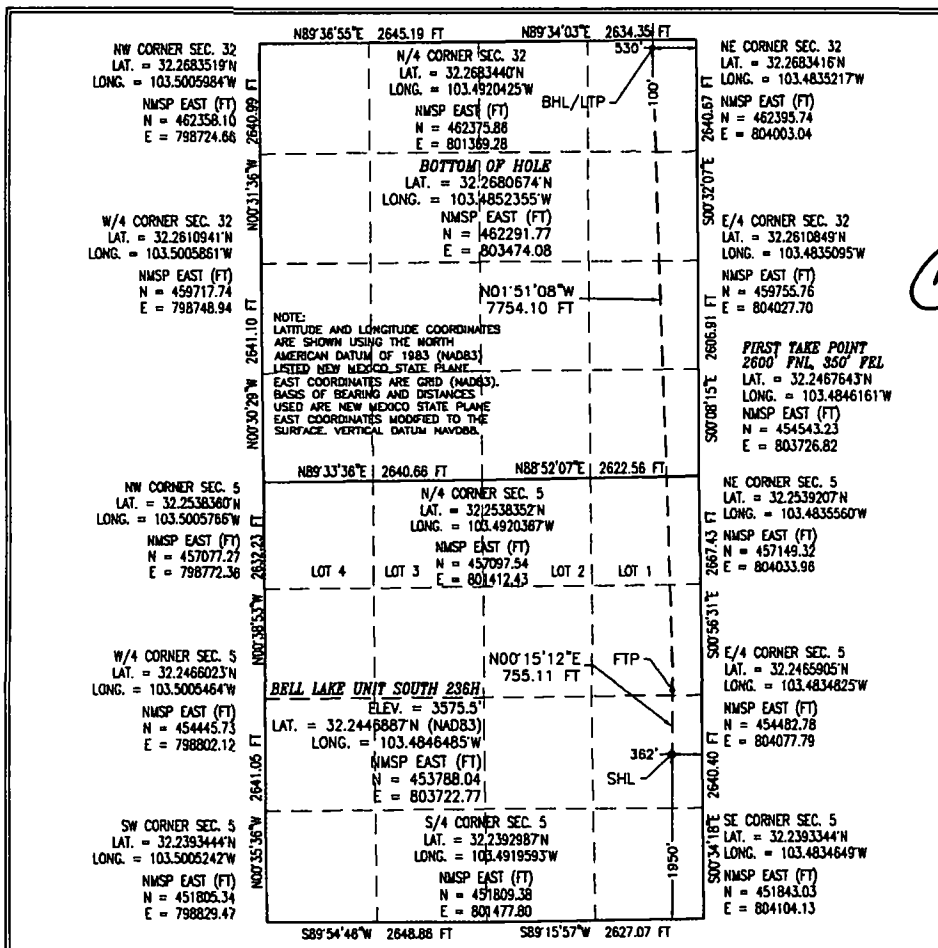 N89°36'55"E 2645.19 FT
N89°34'03"E 2634.35 FT
NW CORNER SEC. 32
LAT. = 32.2683519'N
LONG. = 103.5005984'W
NMSP EAST (FT)
N = 462358.10
E = 798724.66
N/4 CORNER SEC. 32
LAT. = 32.2683440'N
LONG. = 103.4920425'W
NMSP EAST (FT)
N = 462375.86
E = 801369.28
530'
BHL/LTP
100'
NE CORNER SEC. 32
LAT. = 32.2683416'N
LONG. = 103.4835217'W
NMSP EAST (FT)
N = 462395.74
E = 804003.04
2640.99 FT
N00°31'36"W
2640.67 FT
S00°32'07"E
BOTTOM OF HOLE
LAT. = 32.2680674'N
LONG. = 103.4852355'W
NMSP EAST (FT)
N = 462291.77
E = 803474.08
W/4 CORNER SEC. 32
LAT. = 32.2610941'N
LONG. = 103.5005861'W
NMSP EAST (FT)
N = 459717.74
E = 798748.94
E/4 CORNER SEC. 32
LAT. = 32.2610849'N
LONG. = 103.4835095'W
NMSP EAST (FT)
N = 459755.76
E = 804027.70
N01°51'08"W
7754.10 FT
2641.10 FT
N00°30'29"W
2606.91 FT
S00°08'15"E
NOTE:
LATITUDE AND LONGITUDE COORDINATES
ARE SHOWN USING THE NORTH
AMERICAN DATUM OF 1983 (NAD83)
LISTED NEW MEXICO STATE PLANE
EAST COORDINATES ARE GRID (NAD83).
BASIS OF BEARING AND DISTANCES
USED ARE NEW MEXICO STATE PLANE
EAST COORDINATES MODIFIED TO THE
SURFACE. VERTICAL DATUM NAVD88.
FIRST TAKE POINT
2600' FNL, 350' FEL
LAT. = 32.2467643'N
LONG. = 103.4846161'W
NMSP EAST (FT)
N = 454543.23
E = 803726.82
N89°33'36"E 2640.66 FT
N88°52'07"E 2622.56 FT
NW CORNER SEC. 5
LAT. = 32.2538360'N
LONG. = 103.5005766'W
NMSP EAST (FT)
N = 457077.27
E = 798772.36
N/4 CORNER SEC. 5
LAT. = 32.2538352'N
LONG. = 103.4920367'W
NMSP EAST (FT)
N = 457097.54
E = 801412.43
NE CORNER SEC. 5
LAT. = 32.2539207'N
LONG. = 103.4835560'W
NMSP EAST (FT)
N = 457149.32
E = 804033.96
2632.23 FT
N00°38'53"W
2667.43 FT
S00°56'31"E
LOT 4 LOT 3 LOT 2 LOT 1
W/4 CORNER SEC. 5
LAT. = 32.2466023'N
LONG. = 103.5005464'W
NMSP EAST (FT)
N = 454445.73
E = 798802.12
N00°15'12"E
755.11 FT
FTP
E/4 CORNER SEC. 5
LAT. = 32.2465905'N
LONG. = 103.4834825'W
NMSP EAST (FT)
N = 454482.78
E = 804077.79
BELL LAKE UNIT SOUTH 236H
ELEV. = 3575.5'
LAT. = 32.2446887'N (NAD83)
LONG. = 103.4846485'W
NMSP EAST (FT)
N = 453788.04
E = 803722.77
362'
SHL
2641.05 FT
N00°35'36"W
2640.40 FT
S00°34'18"E
1950'
SW CORNER SEC. 5
LAT. = 32.2393444'N
LONG. = 103.5005242'W
NMSP EAST (FT)
N = 451805.34
E = 798829.47
S/4 CORNER SEC. 5
LAT. = 32.2392987'N
LONG. = 103.4919593'W
NMSP EAST (FT)
N = 451809.38
E = 801477.80
SE CORNER SEC. 5
LAT. = 32.2393344'N
LONG. = 103.4834649'W
NMSP EAST (FT)
N = 451843.03
E = 804104.13
S89°54'46"W 2648.86 FT
S89°15'57"W 2627.07 FT